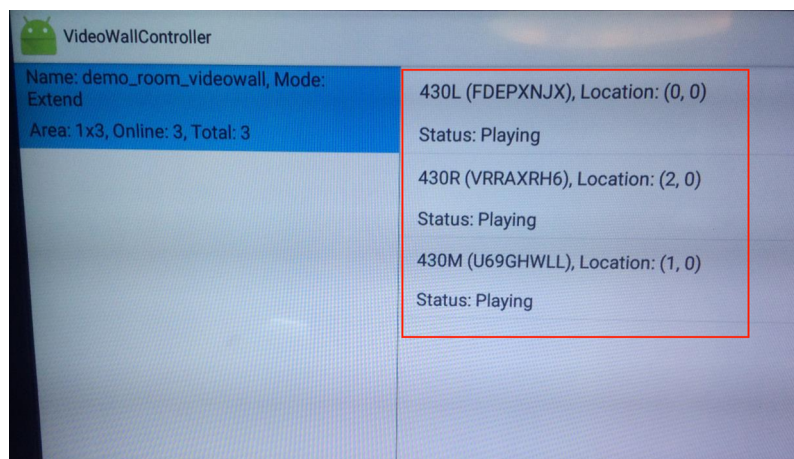 VideoWallController
Name: demo_room_videowall, Mode:
Extend
Area: 1x3, Online: 3, Total: 3
430L (FDEPXNJX), Location: (0, 0)
Status: Playing
430R (VRRAXRH6), Location: (2, 0)
Status: Playing
430M (U69GHWLL), Location: (1, 0)
Status: Playing